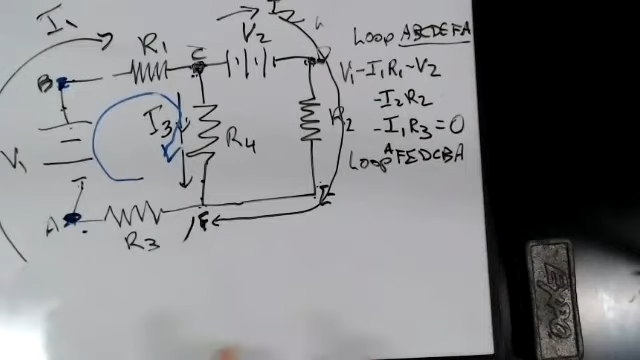 I₁
I₂
V₂
R₁
C
B
I₃
R₄
R₂
V₁
A
R₃
F
E
Loop ABCDEFA
V₁-I₁R₁-V₂
-I₂R₂
-I₁R₃=0
Loop AFEDCBA
EXPO